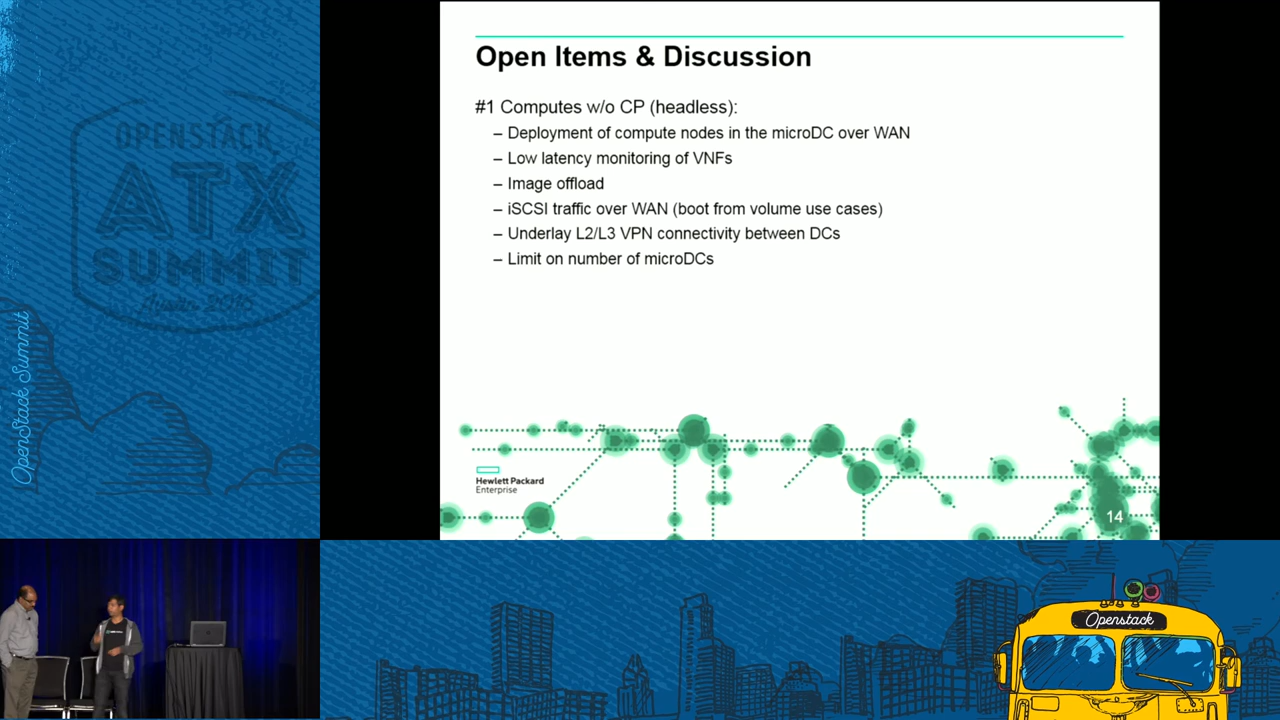 OPENSTACK
ATX
SUMMIT
Austin 2016
OpenStack Summit
Open Items & Discussion
#1 Computes w/o CP (headless):
– Deployment of compute nodes in the microDC over WAN
– Low latency monitoring of VNFs
– Image offload
– iSCSI traffic over WAN (boot from volume use cases)
– Underlay L2/L3 VPN connectivity between DCs
– Limit on number of microDCs
Hewlett Packard
Enterprise
14
Openstack